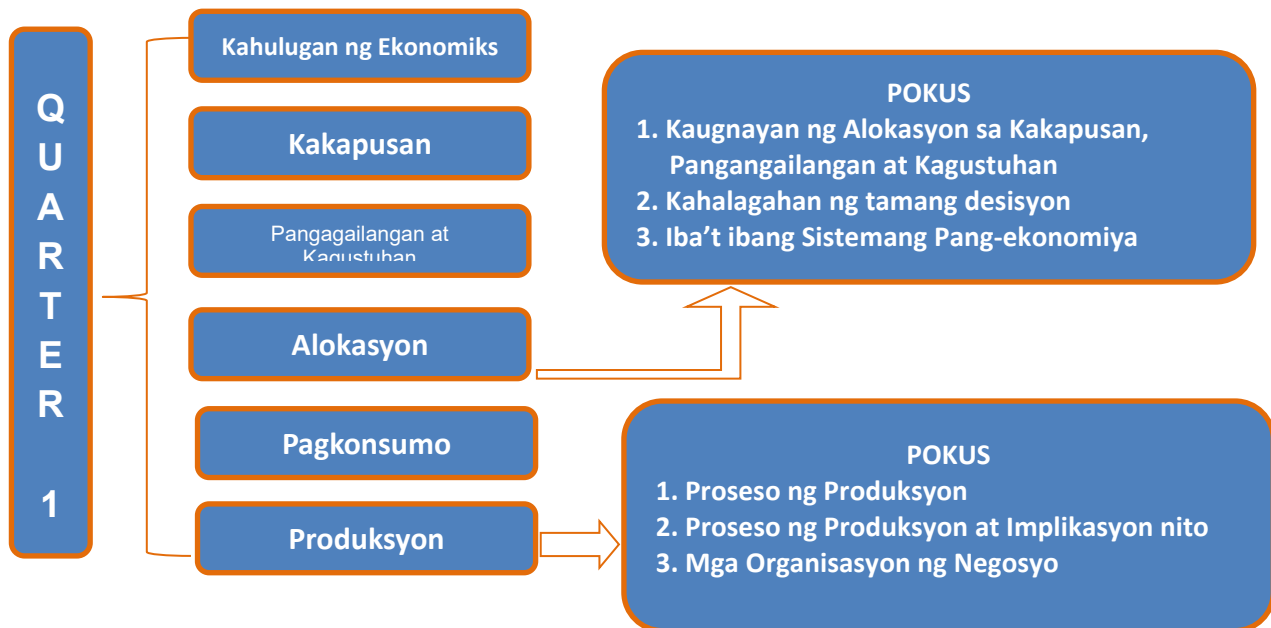 QUARTER 1
Kahulugan ng Ekonomiks
Kakapusan
Pangagailangan at
Kagustuhan
Alokasyon
Pagkonsumo
Produksyon
POKUS
1. Kaugnayan ng Alokasyon sa Kakapusan,
Pangangailangan at Kagustuhan
2. Kahalagahan ng tamang desisyon
3. Iba't ibang Sistemang Pang-ekonomiya
POKUS
1. Proseso ng Produksyon
2. Proseso ng Produksyon at Implikasyon nito
3. Mga Organisasyon ng Negosyo